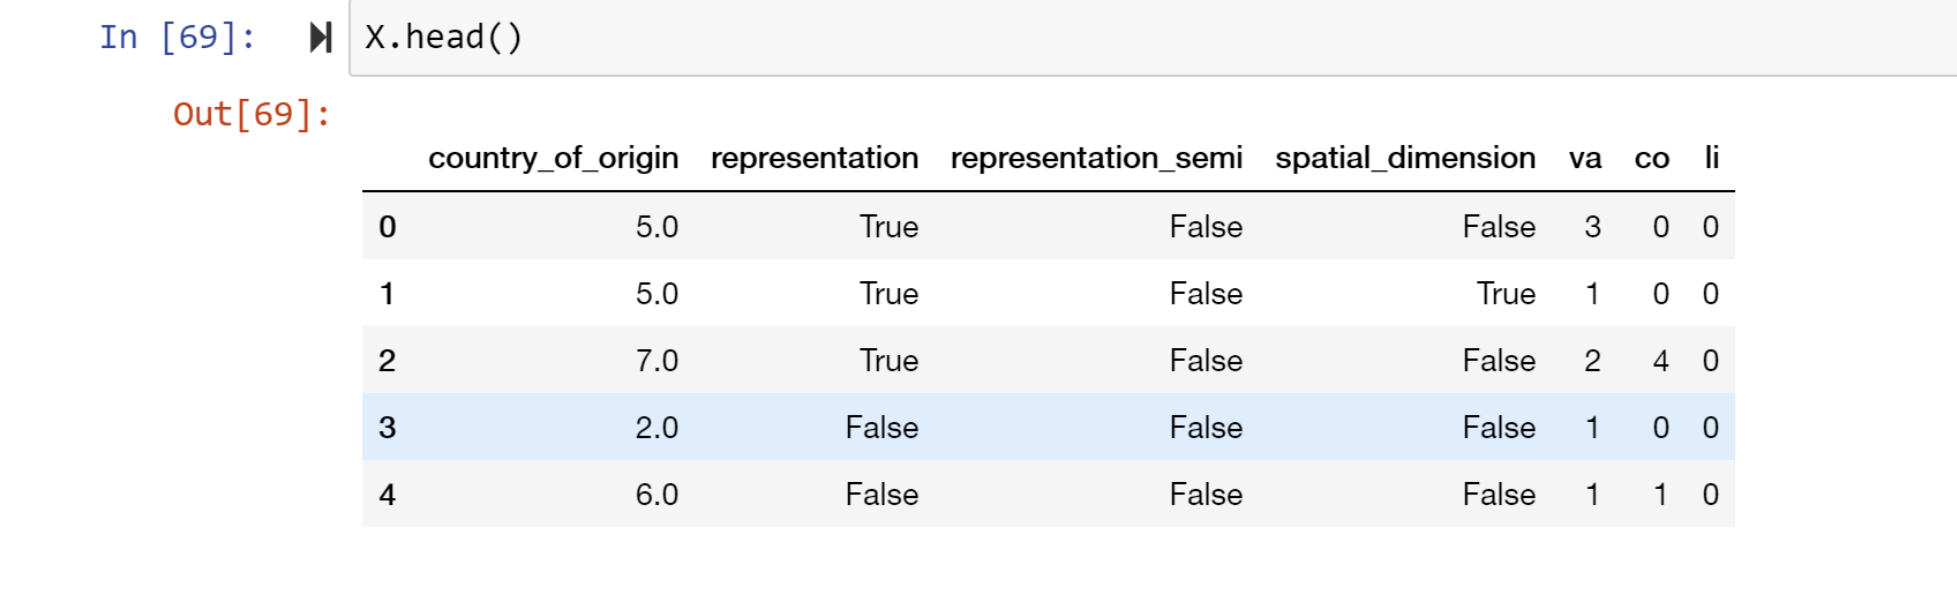 In [69]: X.head()
Out[69]:
country_of_origin representation representation_semi spatial_dimension va co li
0 5.0 True False False 3 0 0
1 5.0 True False True 1 0 0
2 7.0 True False False 2 4 0
3 2.0 False False False 1 0 0
4 6.0 False False False 1 1 0